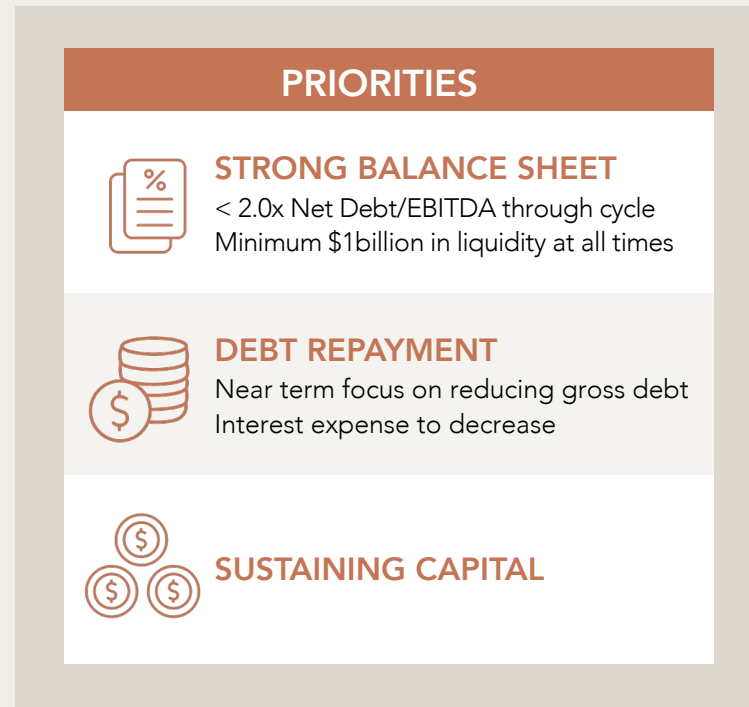 PRIORITIES
%
STRONG BALANCE SHEET
< 2.0x Net Debt/EBITDA through cycle
Minimum $1billion in liquidity at all times
DEBT REPAYMENT
Near term focus on reducing gross debt
Interest expense to decrease
$
$
SUSTAINING CAPITAL
$ $